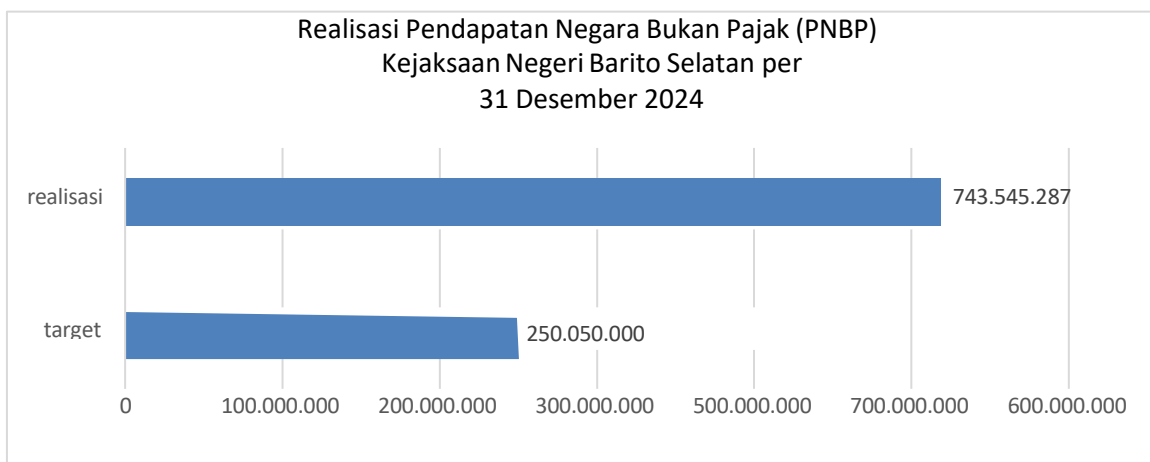 Realisasi Pendapatan Negara Bukan Pajak (PNBP)
Kejaksaan Negeri Barito Selatan per
31 Desember 2024
realisasi
743.545.287
target
250.050.000
0 100.000.000 200.000.000 300.000.000 500.000.000 700.000.000 600.000.000